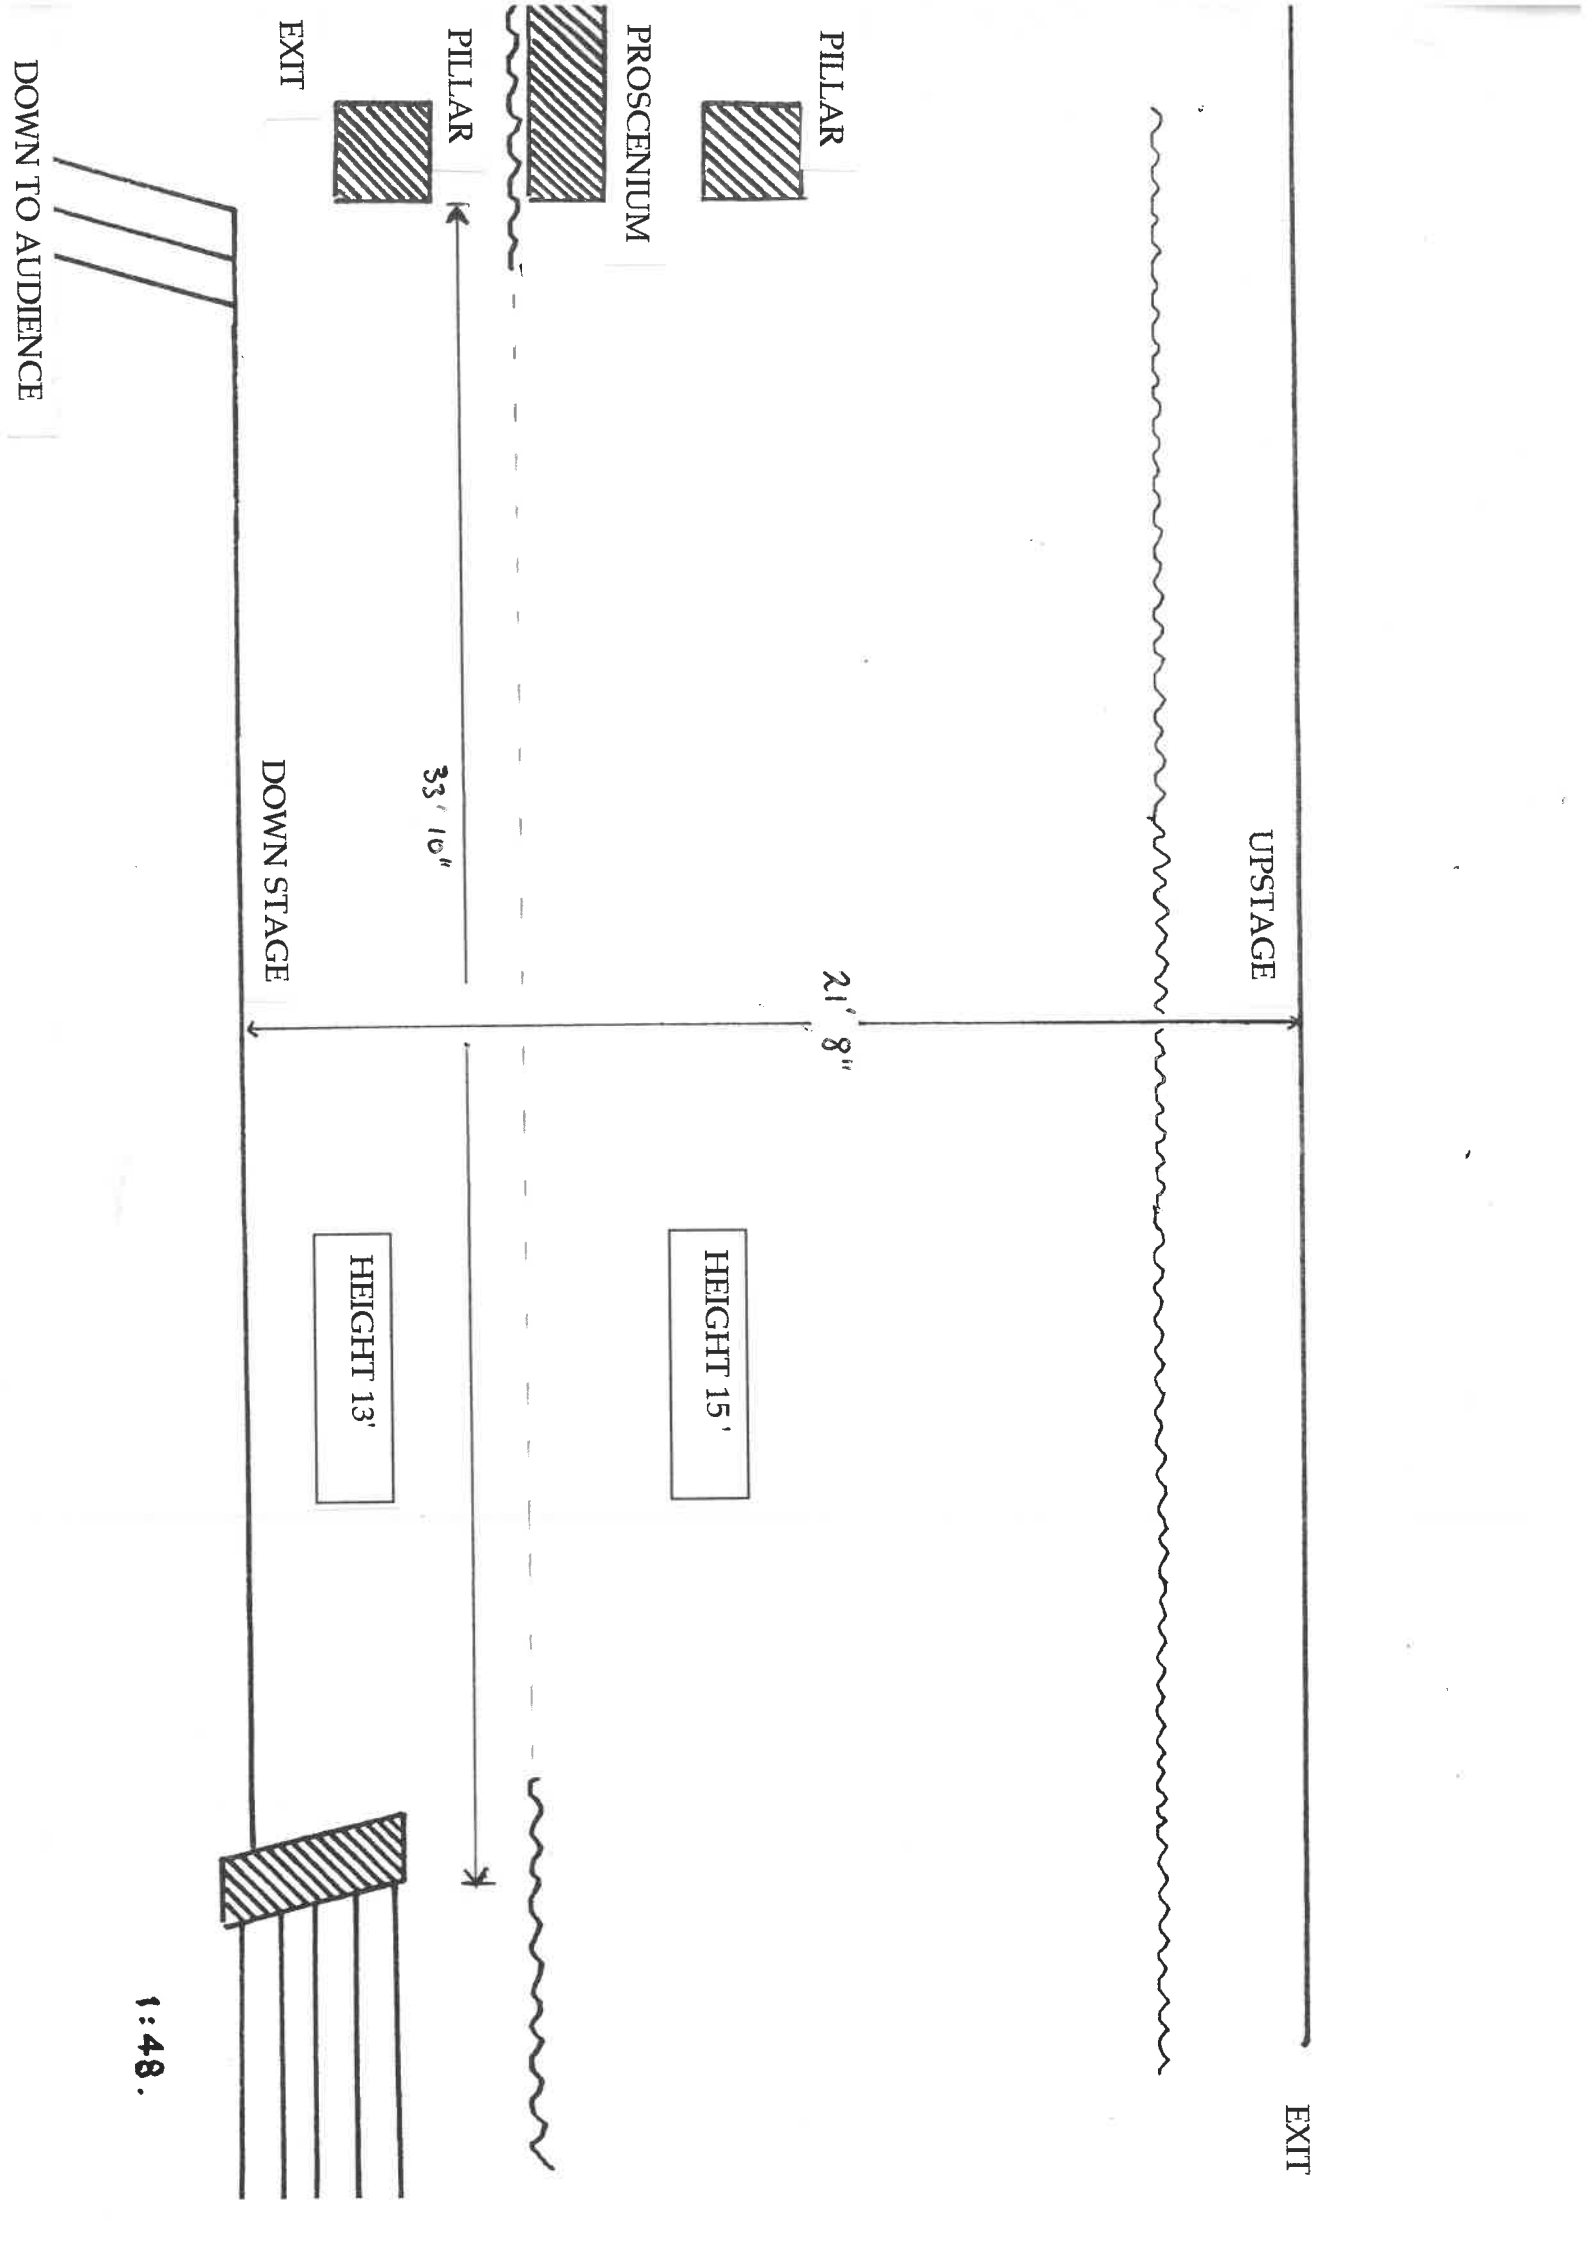 UPSTAGE
EXIT
PILLAR
21' 8"
HEIGHT 15'
PROSCENIUM
PILLAR
33' 10"
HEIGHT 13'
EXIT
DOWN STAGE
1:48.
DOWN TO AUDIENCE